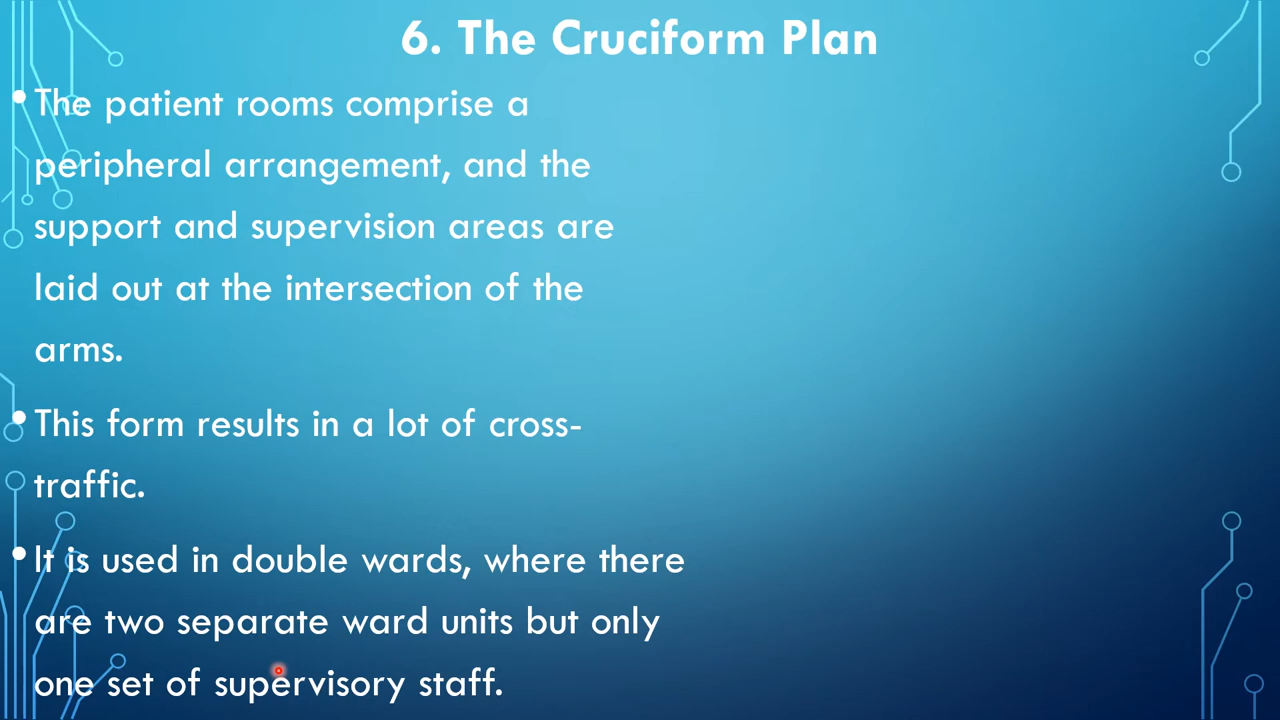 6. The Cruciform Plan
• The patient rooms comprise a
peripheral arrangement, and the
support and supervision areas are
laid out at the intersection of the
arms.
• This form results in a lot of cross-
traffic.
• It is used in double wards, where there
are two separate ward units but only
one set of supervisory staff.